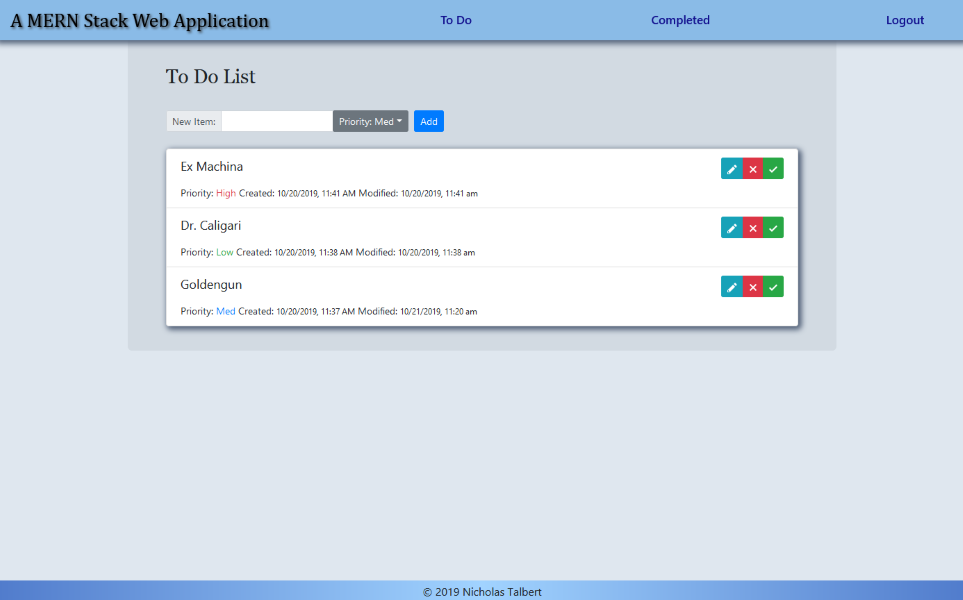 A MERN Stack Web Application To Do Completed Logout
To Do List
New Item: Priority: Med Add
Ex Machina
Priority: High Created: 10/20/2019, 11:41 AM Modified: 10/20/2019, 11:41 am
Dr. Caligari
Priority: Low Created: 10/20/2019, 11:38 AM Modified: 10/20/2019, 11:38 am
Goldengun
Priority: Med Created: 10/20/2019, 11:37 AM Modified: 10/21/2019, 11:20 am
© 2019 Nicholas Talbert